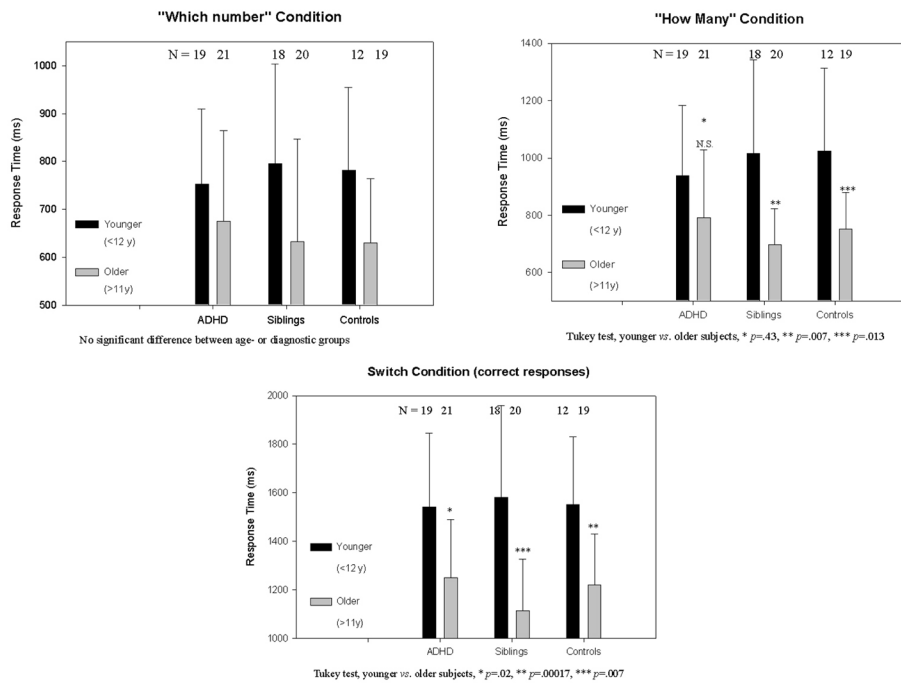 "Which number" Condition
N = 19 21 18 20 12 19
1000
900
800
700
600
500
Response Time (ms)
Younger
(<12 y)
Older
(>11y)
ADHD Siblings Controls
No significant difference between age- or diagnostic groups
"How Many" Condition
N = 19 21 18 20 12 19
1400
1200
1000
800
600
Response Time (ms)
*
N.S.
**
***
Younger
(<12 y)
Older
(>11y)
ADHD Siblings Controls
Tukey test, younger vs. older subjects, * p=.43, ** p=.007, *** p=.013
Switch Condition (correct responses)
N = 19 21 18 20 12 19
2000
1800
1600
1400
1200
1000
Response Time (ms)
*
***
**
Younger
(<12 y)
Older
(>11y)
ADHD Siblings Controls
Tukey test, younger vs. older subjects, * p=.02, ** p=.00017, *** p=.007